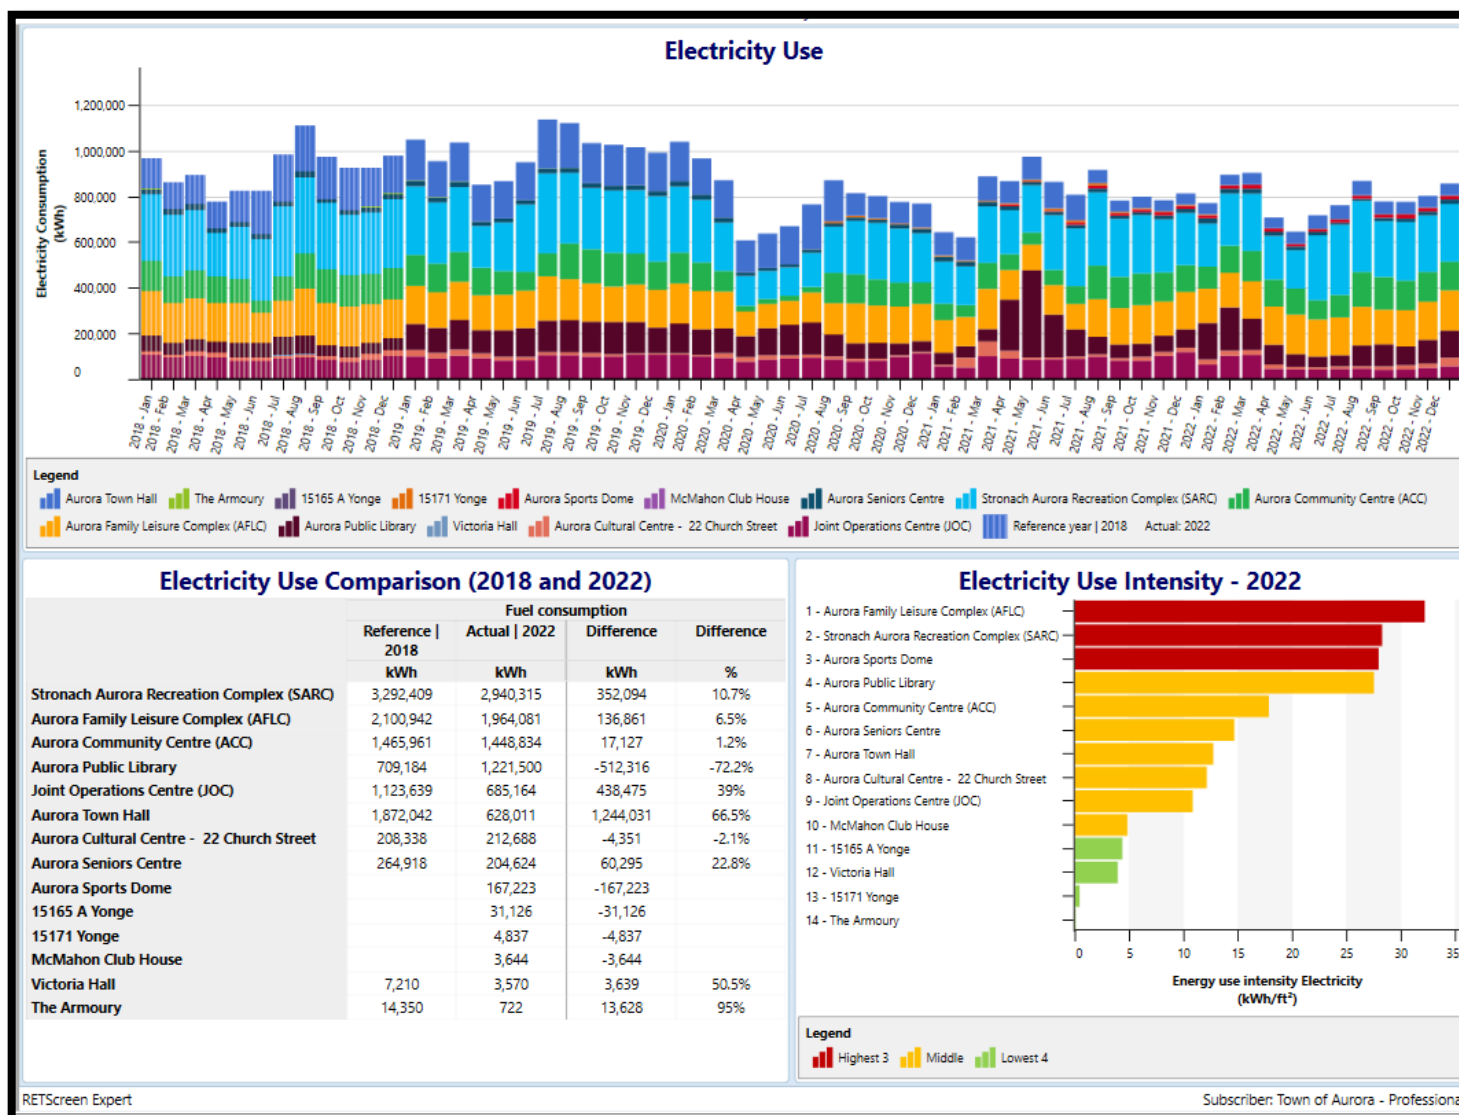 Electricity Use
Electricity Consumption
(kWh)
1,200,000
1,000,000
800,000
600,000
400,000
200,000
0
2018 - Jan
2018 - Feb
2018 - Mar
2018 - Apr
2018 - May
2018 - Jun
2018 - Jul
2018 - Aug
2018 - Sep
2018 - Oct
2018 - Nov
2018 - Dec
2019 - Jan
2019 - Feb
2019 - Mar
2019 - Apr
2019 - May
2019 - Jun
2019 - Jul
2019 - Aug
2019 - Sep
2019 - Oct
2019 - Nov
2019 - Dec
2020 - Jan
2020 - Feb
2020 - Mar
2020 - Apr
2020 - May
2020 - Jun
2020 - Jul
2020 - Aug
2020 - Sep
2020 - Oct
2020 - Nov
2020 - Dec
2021 - Jan
2021 - Feb
2021 - Mar
2021 - Apr
2021 - May
2021 - Jun
2021 - Jul
2021 - Aug
2021 - Sep
2021 - Oct
2021 - Nov
2021 - Dec
2022 - Jan
2022 - Feb
2022 - Mar
2022 - Apr
2022 - May
2022 - Jun
2022 - Jul
2022 - Aug
2022 - Sep
2022 - Oct
2022 - Nov
2022 - Dec
Legend
Aurora Town Hall The Armoury 15165 A Yonge 15171 Yonge Aurora Sports Dome McMahon Club House Aurora Seniors Centre Stronach Aurora Recreation Complex (SARC) Aurora Community Centre (ACC)
Aurora Family Leisure Complex (AFLC) Aurora Public Library Victoria Hall Aurora Cultural Centre - 22 Church Street Joint Operations Centre (JOC) Reference year | 2018 Actual: 2022
Electricity Use Comparison (2018 and 2022)
Fuel consumption
Reference | 2018 Actual | 2022 Difference Difference
kWh kWh kWh %
Stronach Aurora Recreation Complex (SARC) 3,292,409 2,940,315 352,094 10.7%
Aurora Family Leisure Complex (AFLC) 2,100,942 1,964,081 136,861 6.5%
Aurora Community Centre (ACC) 1,465,961 1,448,834 17,127 1.2%
Aurora Public Library 709,184 1,221,500 -512,316 -72.2%
Joint Operations Centre (JOC) 1,123,639 685,164 438,475 39%
Aurora Town Hall 1,872,042 628,011 1,244,031 66.5%
Aurora Cultural Centre - 22 Church Street 208,338 212,688 -4,351 -2.1%
Aurora Seniors Centre 264,918 204,624 60,295 22.8%
Aurora Sports Dome 167,223 -167,223
15165 A Yonge 31,126 -31,126
15171 Yonge 4,837 -4,837
McMahon Club House 3,644 -3,644
Victoria Hall 7,210 3,570 3,639 50.5%
The Armoury 14,350 722 13,628 95%
Electricity Use Intensity - 2022
1 - Aurora Family Leisure Complex (AFLC)
2 - Stronach Aurora Recreation Complex (SARC)
3 - Aurora Sports Dome
4 - Aurora Public Library
5 - Aurora Community Centre (ACC)
6 - Aurora Seniors Centre
7 - Aurora Town Hall
8 - Aurora Cultural Centre - 22 Church Street
9 - Joint Operations Centre (JOC)
10 - McMahon Club House
11 - 15165 A Yonge
12 - Victoria Hall
13 - 15171 Yonge
14 - The Armoury
0 5 10 15 20 25 30 35
Energy use intensity Electricity
(kWh/ft²)
Legend
Highest 3 Middle Lowest 4
RETScreen Expert
Subscriber: Town of Aurora - Professiona